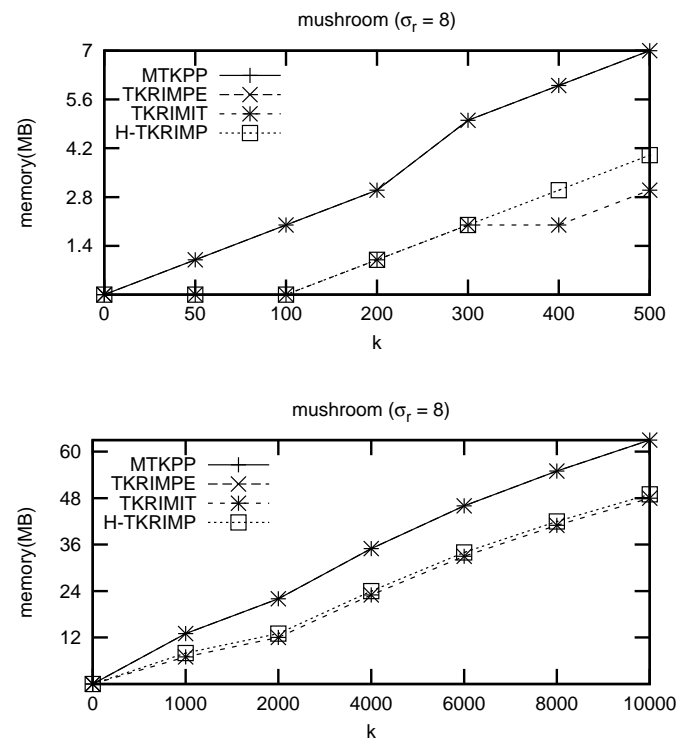 mushroom (σr = 8)
7
5.6
4.2
2.8
1.4
memory(MB)
MTKPP
TKRIMPE
TKRIMIT
H-TKRIMP
0 50 100 200 300 400 500
k
mushroom (σr = 8)
60
48
36
24
12
memory(MB)
MTKPP
TKRIMPE
TKRIMIT
H-TKRIMP
0 1000 2000 4000 6000 8000 10000
k